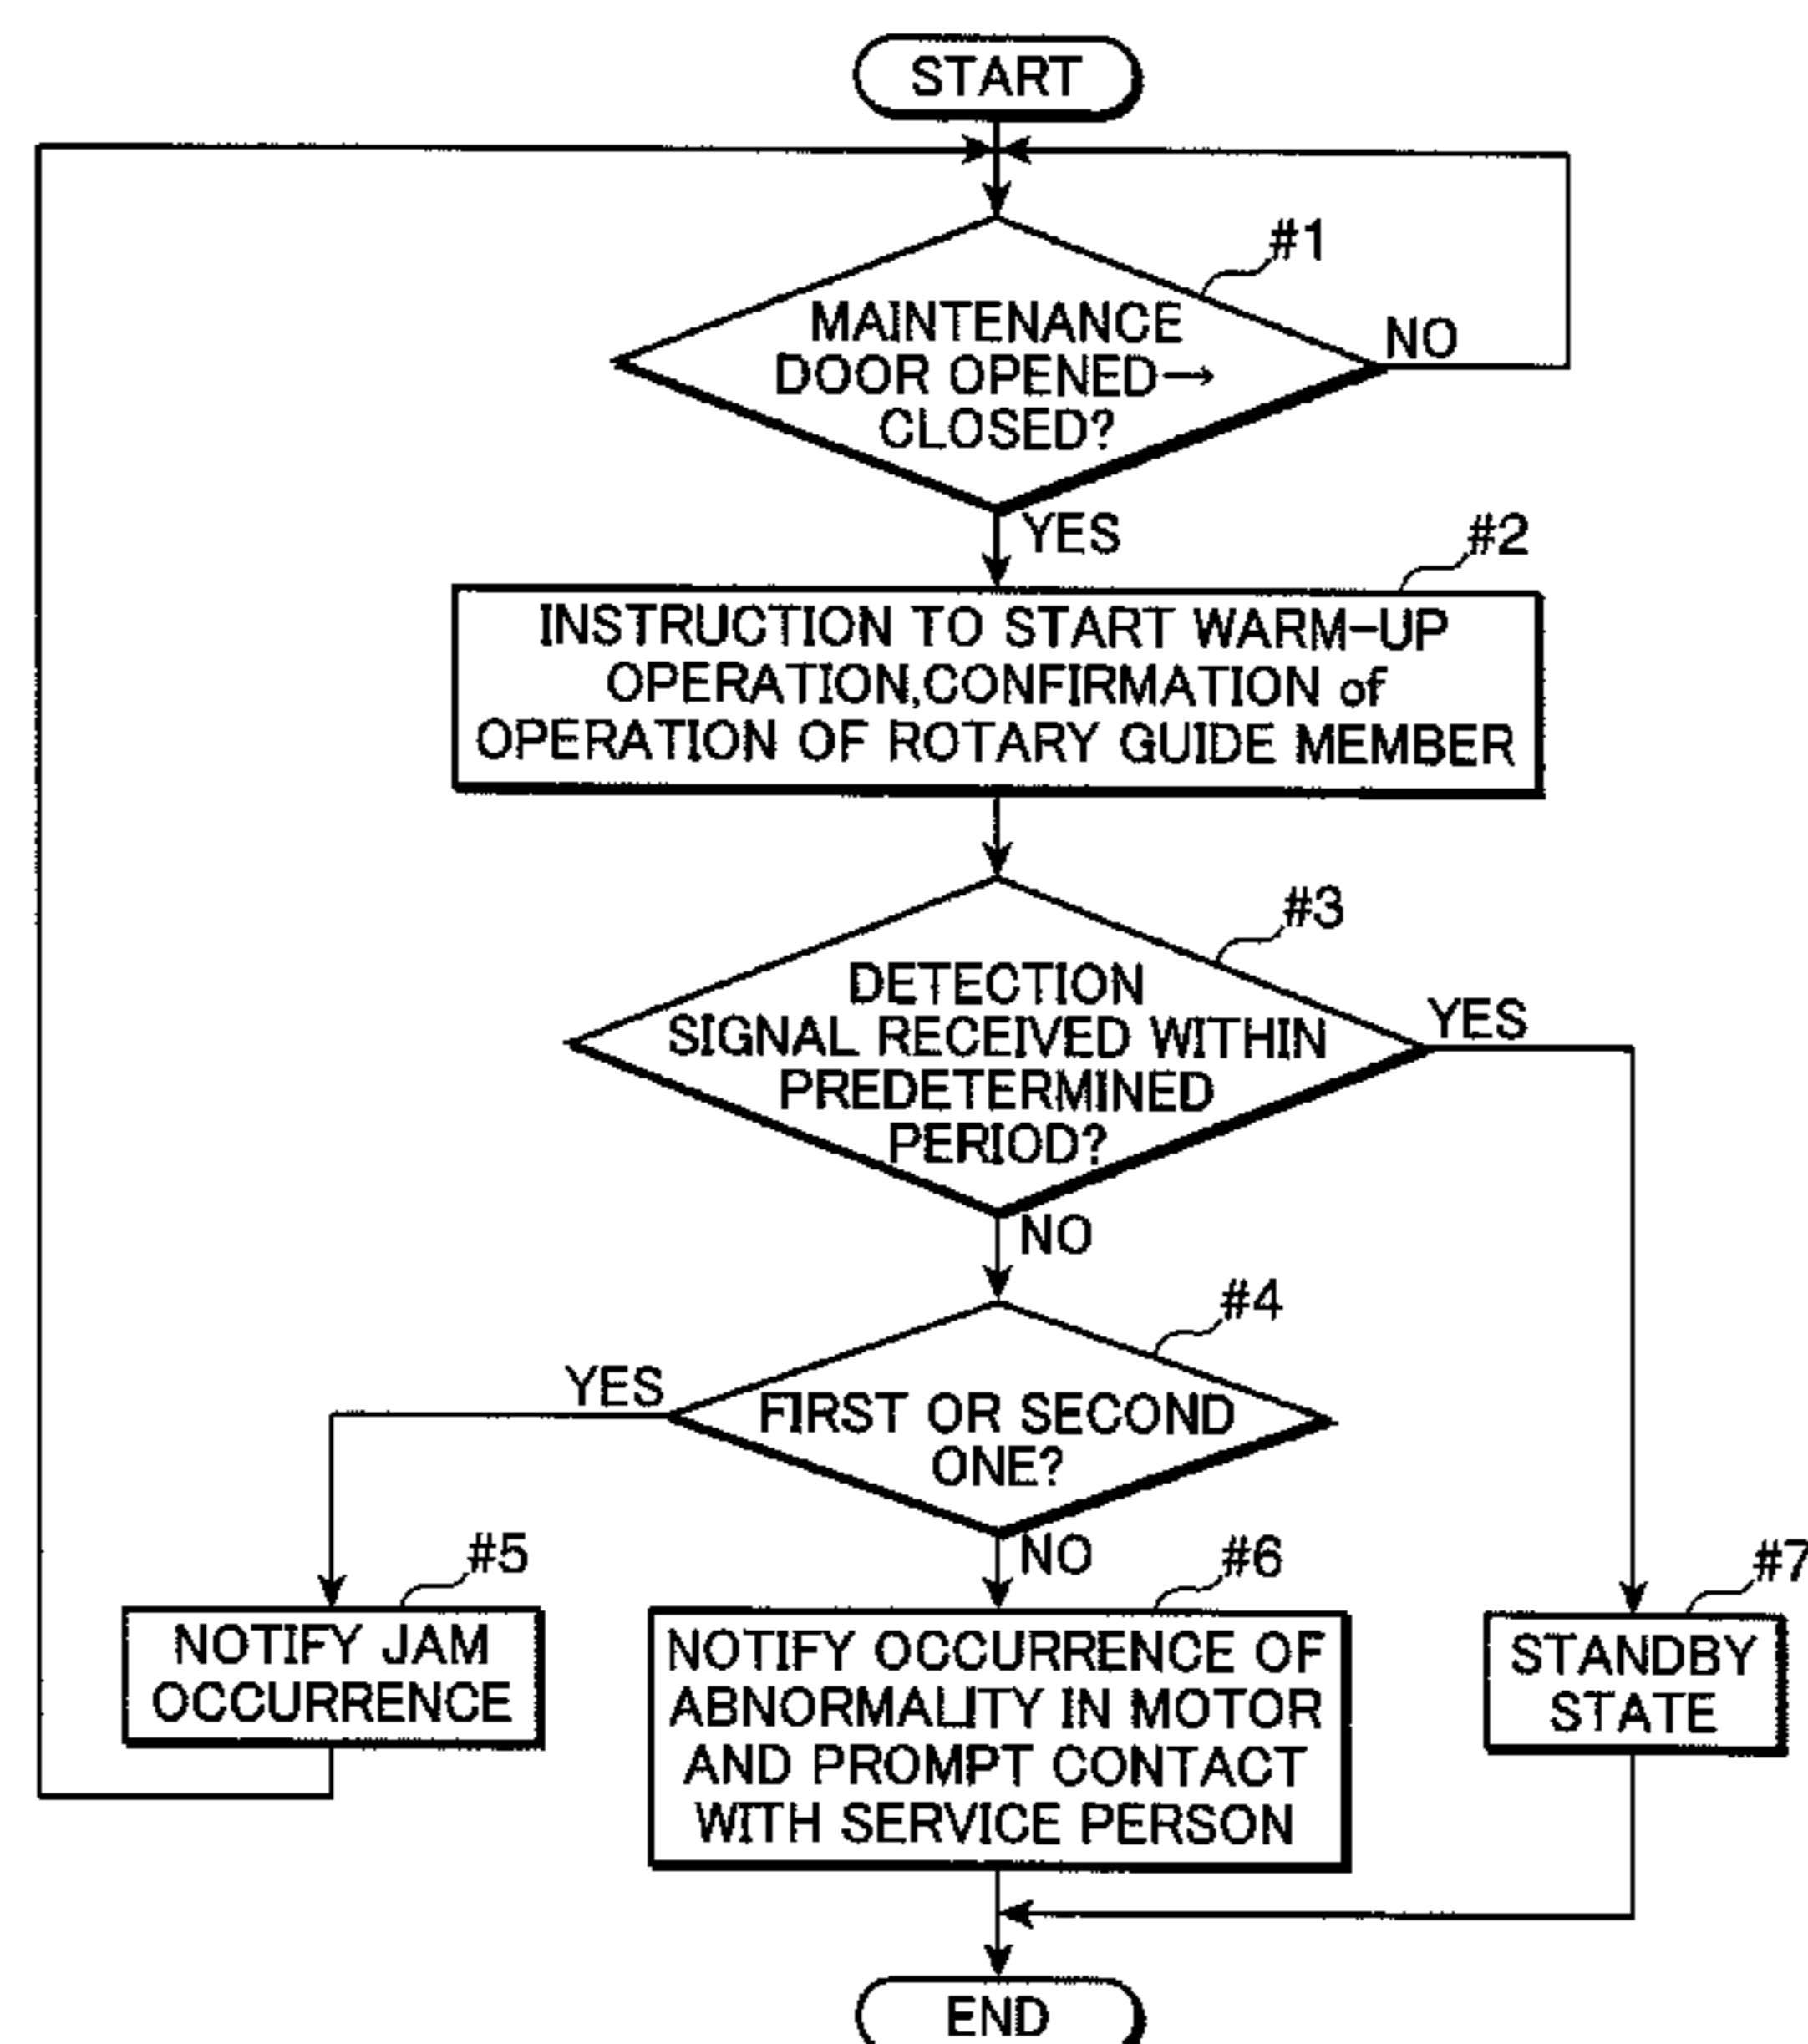 START
#1
MAINTENANCE
DOOR OPENED→
CLOSED?
NO
YES
#2
INSTRUCTION TO START WARM-UP
OPERATION,CONFIRMATION of
OPERATION OF ROTARY GUIDE MEMBER
#3
DETECTION
SIGNAL RECEIVED WITHIN
PREDETERMINED
PERIOD?
YES
NO
#4
YES
FIRST OR SECOND
ONE?
NO
#5
NOTIFY JAM
OCCURRENCE
#6
NOTIFY OCCURRENCE OF
ABNORMALITY IN MOTOR
AND PROMPT CONTACT
WITH SERVICE PERSON
#7
STANDBY
STATE
END